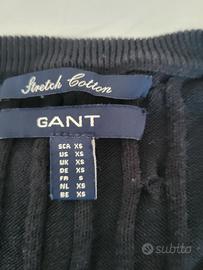 Stretch Cotton
GANT
SCA XS
US XS
UK XS
DE XS
FR S
NL XS
BE XS
subito